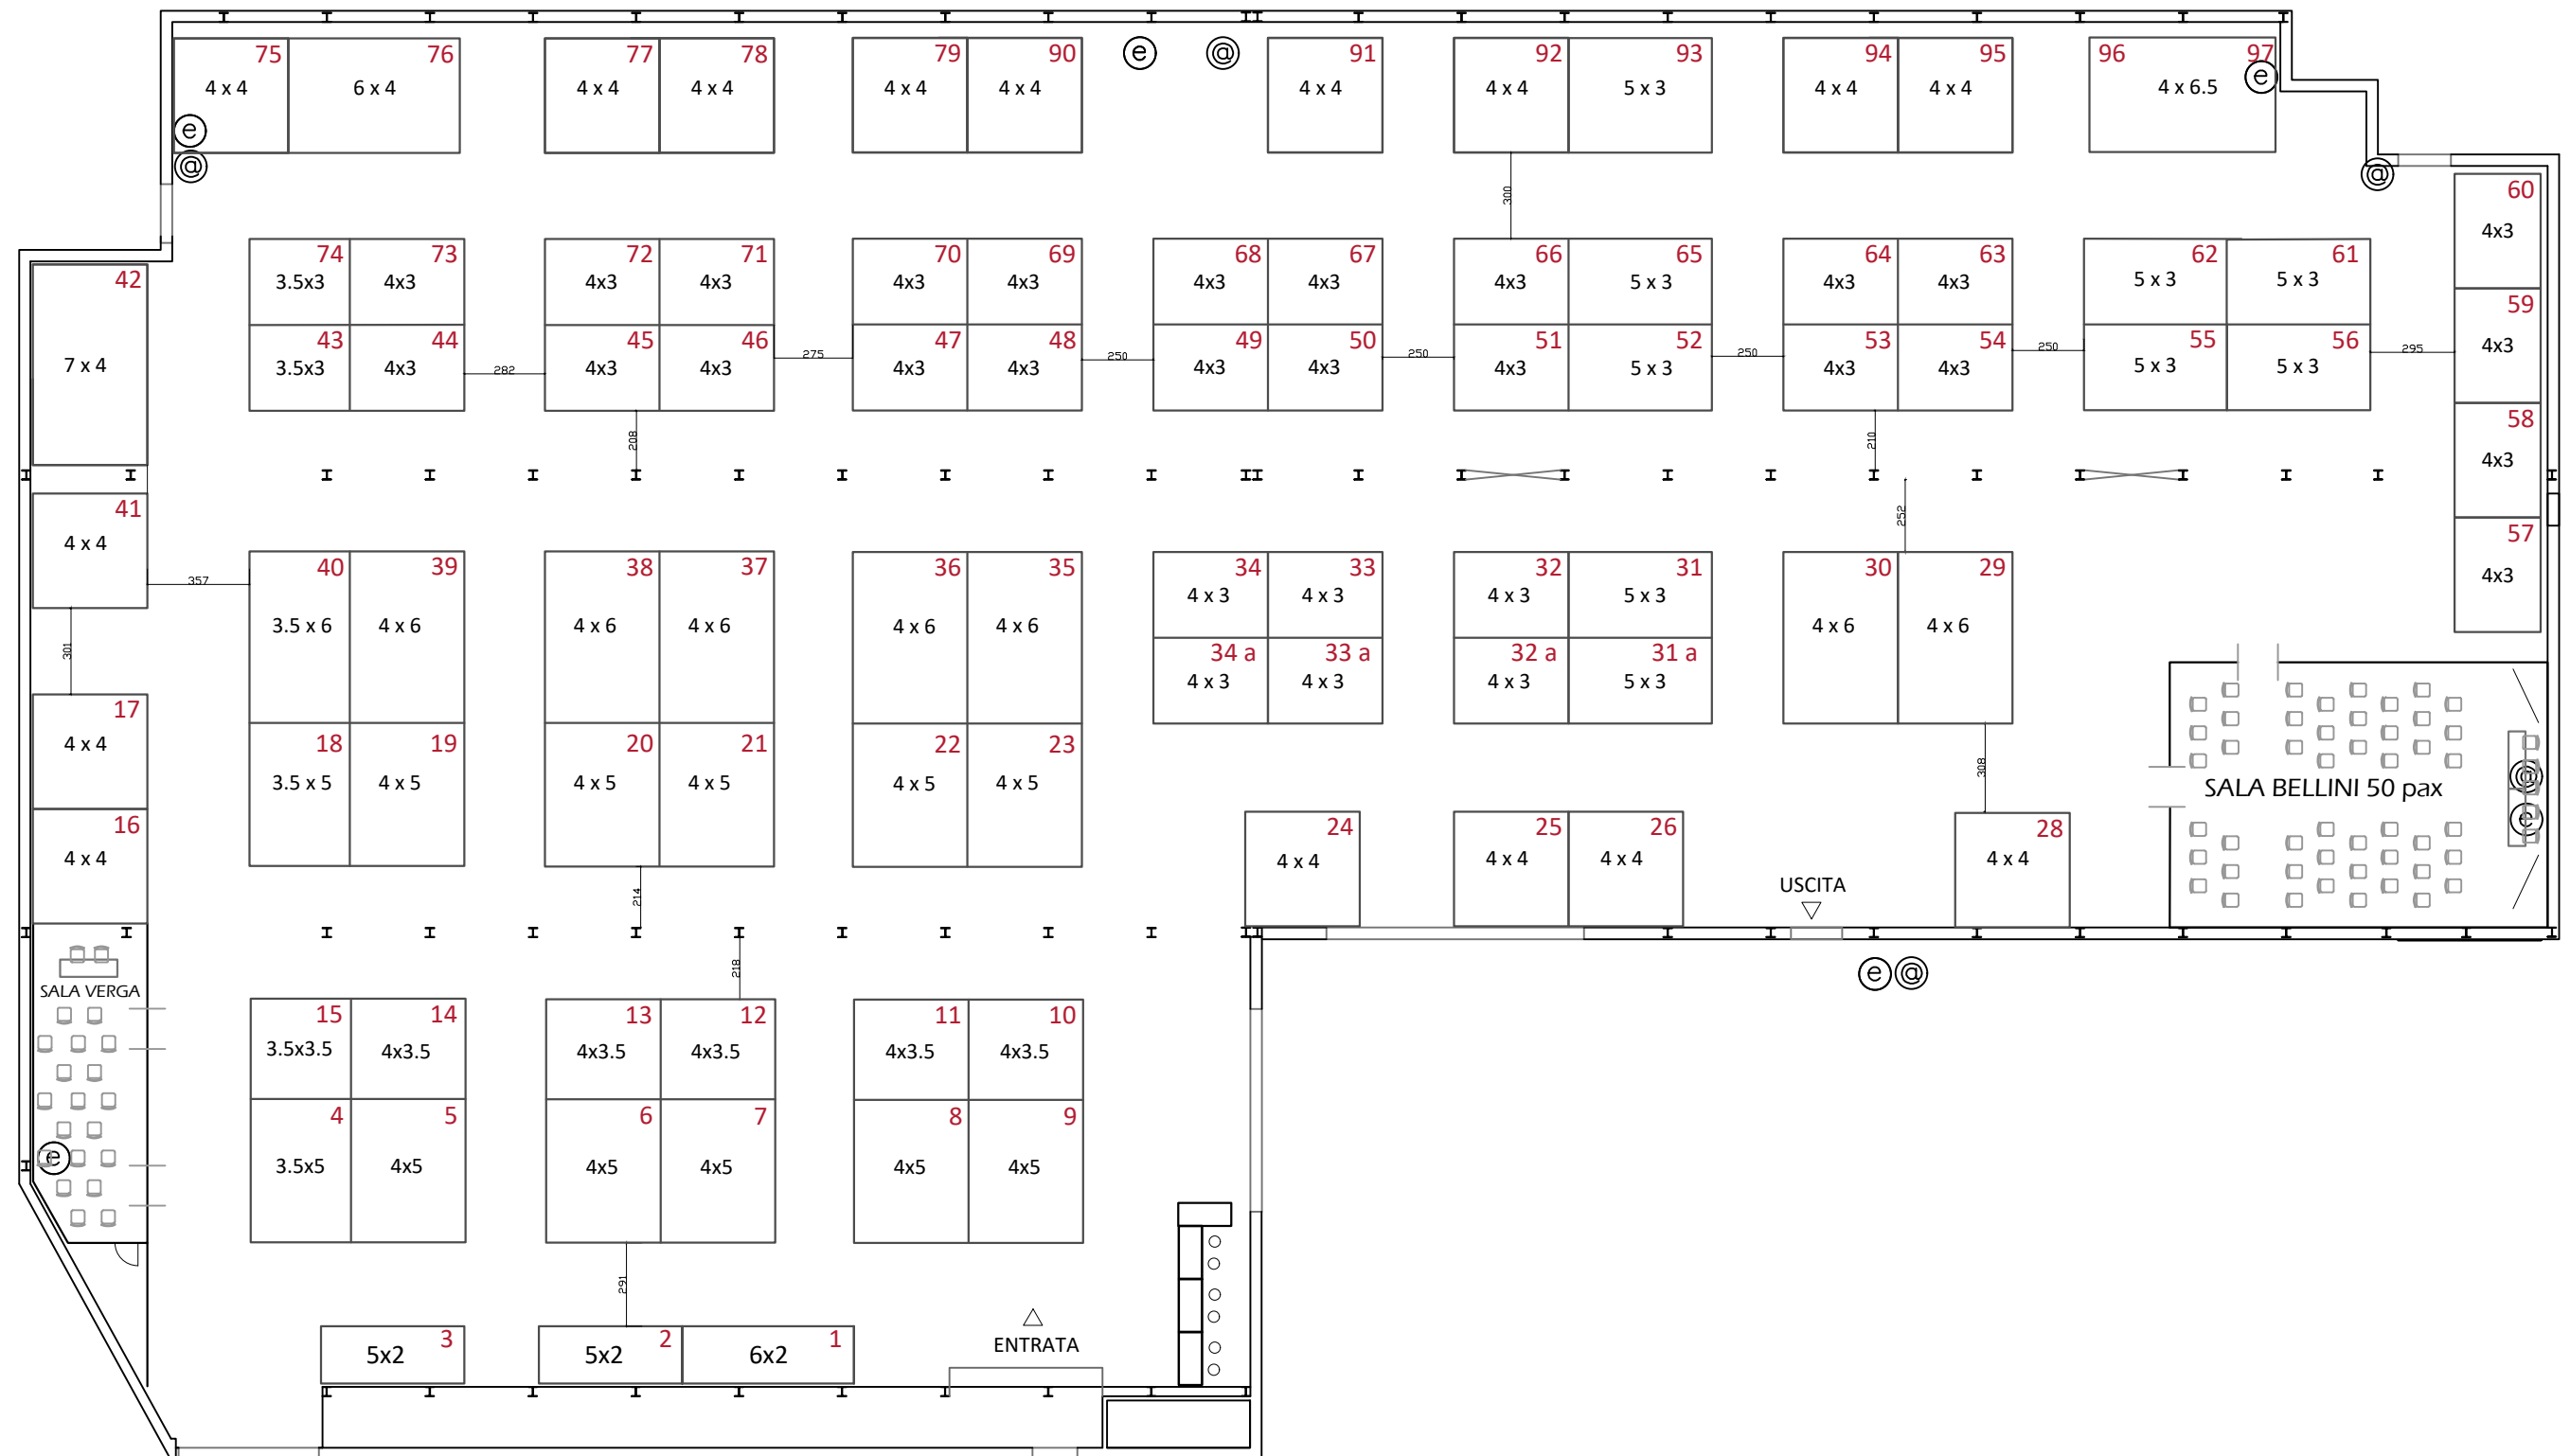 75 76 77 78 79 90 e @ 91 92 93 94 95 96 97
4 x 4 6 x 4 4 x 4 4 x 4 4 x 4 4 x 4 4 x 4 4 x 4 5 x 3 4 x 4 4 x 4 4 x 6.5 e
e
@ @
300
60
4x3
42 74 73 72 71 70 69 68 67 66 65 64 63 62 61
3.5x3 4x3 4x3 4x3 4x3 4x3 4x3 4x3 4x3 5 x 3 4x3 4x3 5 x 3 5 x 3
59
43 44 45 46 47 48 49 50 51 52 53 54 55 56
7 x 4 3.5x3 4x3 4x3 4x3 4x3 4x3 4x3 4x3 4x3 5 x 3 4x3 4x3 5 x 3 5 x 3 4x3
282 275 250 250 250 250 295
58
208 210
4x3
41
4 x 4
252
57
4x3
357
40 39 38 37 36 35 34 33 32 31 30 29
4 x 3 4 x 3 4 x 3 5 x 3
3.5 x 6 4 x 6 4 x 6 4 x 6 4 x 6 4 x 6 4 x 6 4 x 6
301
34 a 33 a 32 a 31 a
4 x 3 4 x 3 4 x 3 5 x 3
17
4 x 4
18 19 20 21 22 23
3.5 x 5 4 x 5 4 x 5 4 x 5 4 x 5 4 x 5
308
SALA BELLINI 50 pax
@
e
16
4 x 4
24 25 26 28
4 x 4 4 x 4 4 x 4 4 x 4
USCITA
214
218
e @
SALA VERGA
15 14 13 12 11 10
3.5x3.5 4x3.5 4x3.5 4x3.5 4x3.5 4x3.5
4 5 6 7 8 9
e
3.5x5 4x5 4x5 4x5 4x5 4x5
291
3 2 1
5x2 5x2 6x2
ENTRATA